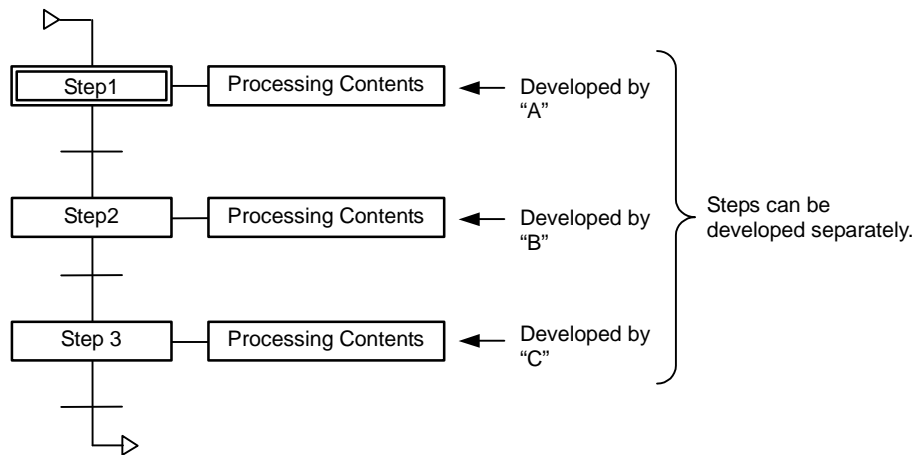 Step1
Processing Contents
Developed by
“A”
Step2
Processing Contents
Developed by
“B”
Steps can be
developed separately.
Step 3
Processing Contents
Developed by
“C”